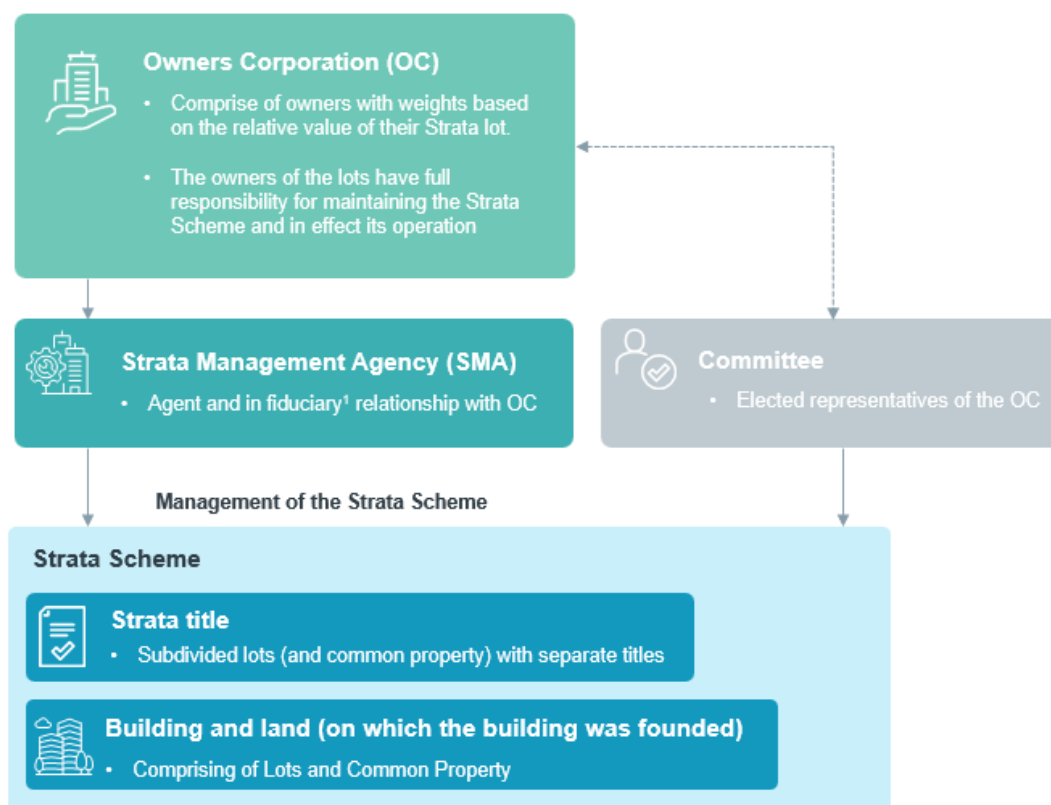 Owners Corporation (OC)
• Comprise of owners with weights based
on the relative value of their Strata lot.
• The owners of the lots have full
responsibility for maintaining the Strata
Scheme and in effect its operation
Strata Management Agency (SMA)
• Agent and in fiduciary¹ relationship with OC
Committee
• Elected representatives of the OC
Management of the Strata Scheme
Strata Scheme
Strata title
• Subdivided lots (and common property) with separate titles
Building and land (on which the building was founded)
• Comprising of Lots and Common Property